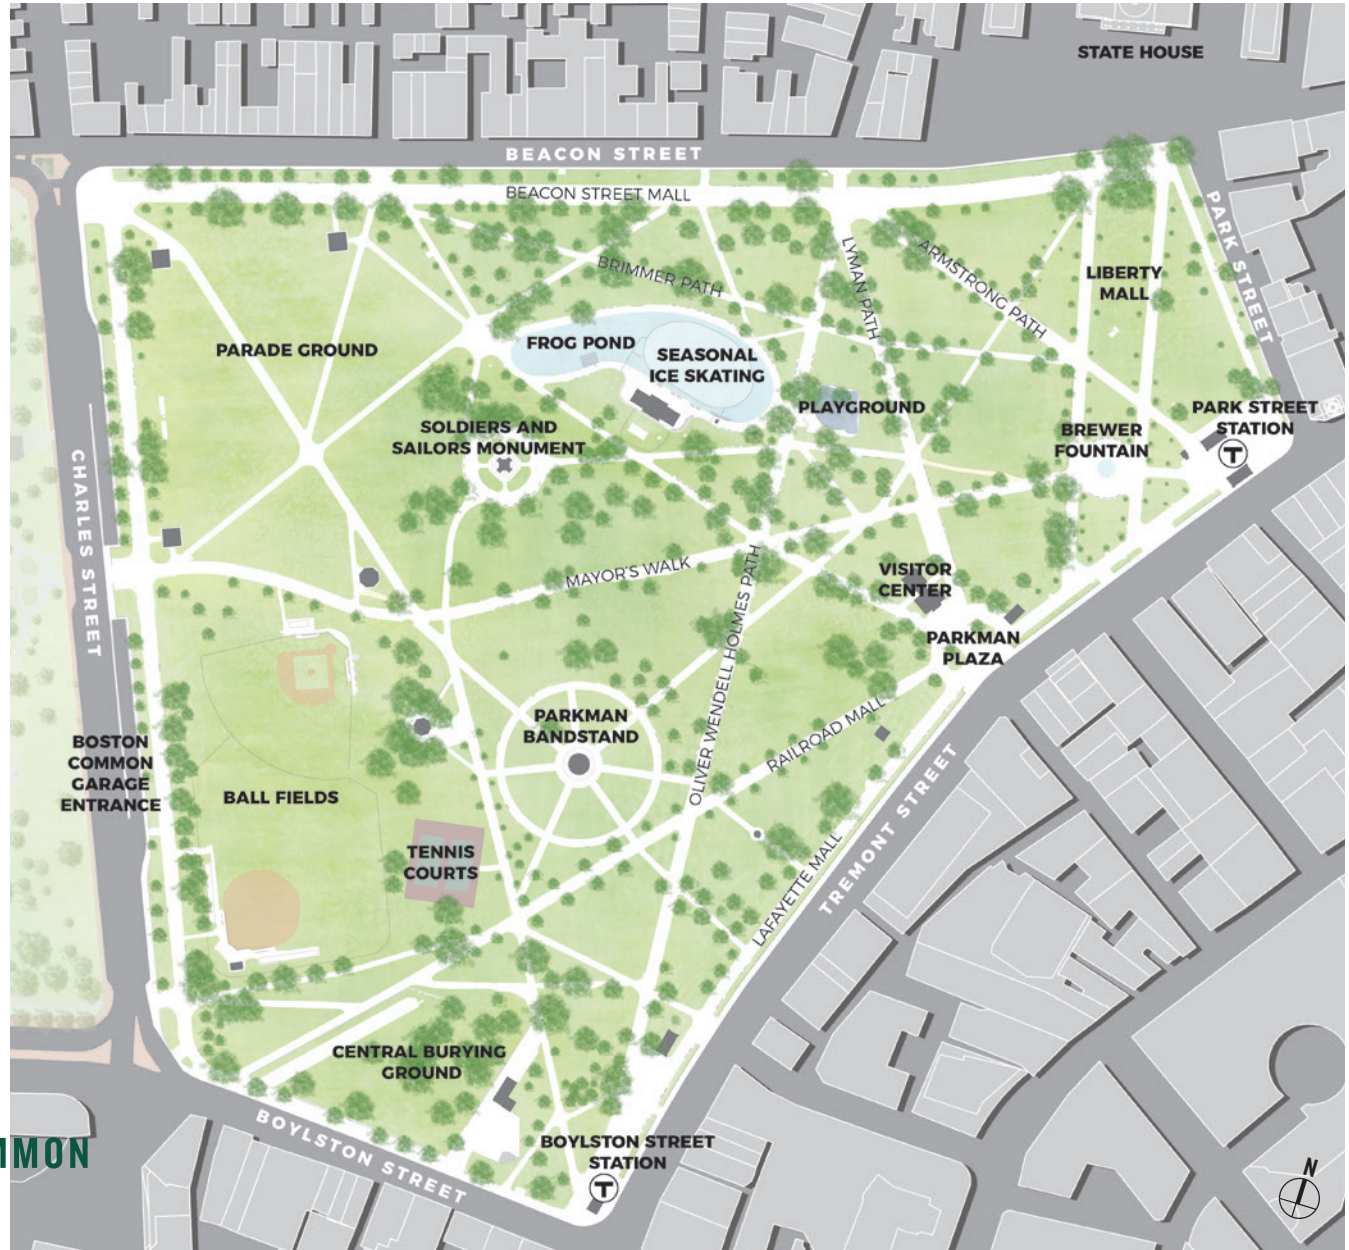 STATE HOUSE
BEACON STREET
BEACON STREET MALL
PARK STREET
LYMAN PATH
ARMSTRONG PATH
BRIMMER PATH
LIBERTY
MALL
FROG POND
SEASONAL
ICE SKATING
PARADE GROUND
PLAYGROUND
PARK STREET
STATION
T
SOLDIERS AND
SAILORS MONUMENT
BREWER
FOUNTAIN
CHARLES STREET
MAYOR'S WALK
OLIVER WENDELL HOLMES PATH
VISITOR
CENTER
PARKMAN
PLAZA
PARKMAN
BANDSTAND
RAILROAD MALL
BOSTON
COMMON
GARAGE
ENTRANCE
BALL FIELDS
TREMONT STREET
LAFAYETTE MALL
TENNIS
COURTS
CENTRAL BURYING
GROUND
BOYLSTON STREET
BOYLSTON STREET
STATION
T
MMON
N